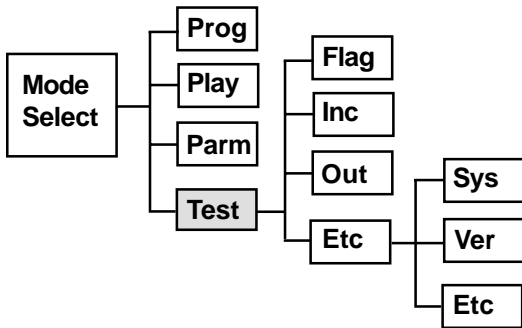 Mode
Select
Prog
Play
Parm
Test
Flag
Inc
Out
Etc
Sys
Ver
Etc